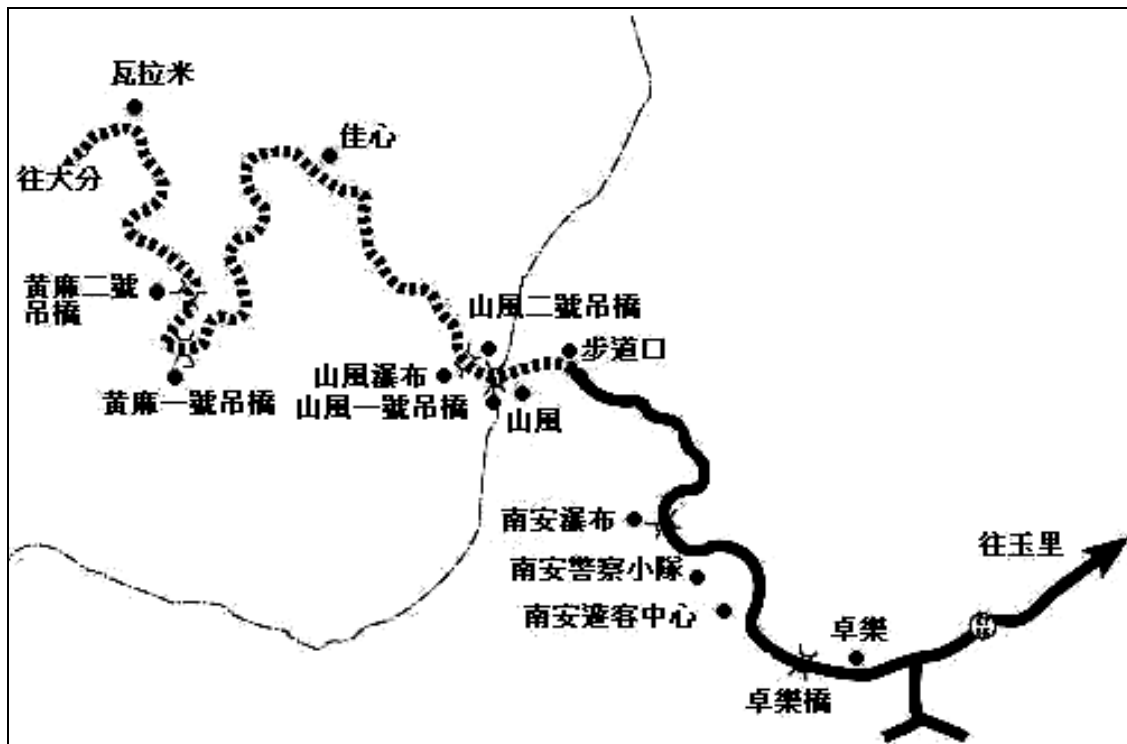 瓦拉米
佳心
往大分
黃麻二號
吊橋
山風二號吊橋
步道口
山風瀑布
黃麻一號吊橋
山風一號吊橋
山風
南安瀑布
往玉里
南安警察小隊
南安遊客中心
卓樂
卓樂橋